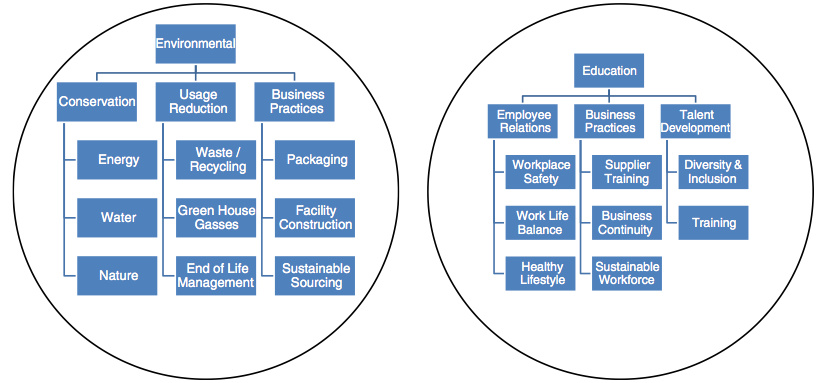 Environmental
Conservation
Usage
Reduction
Business
Practices
Energy
Waste /
Recycling
Packaging
Water
Green House
Gasses
Facility
Construction
Nature
End of Life
Management
Sustainable
Sourcing
Education
Employee
Relations
Business
Practices
Talent
Development
Workplace
Safety
Supplier
Training
Diversity &
Inclusion
Work Life
Balance
Business
Continuity
Training
Healthy
Lifestyle
Sustainable
Workforce